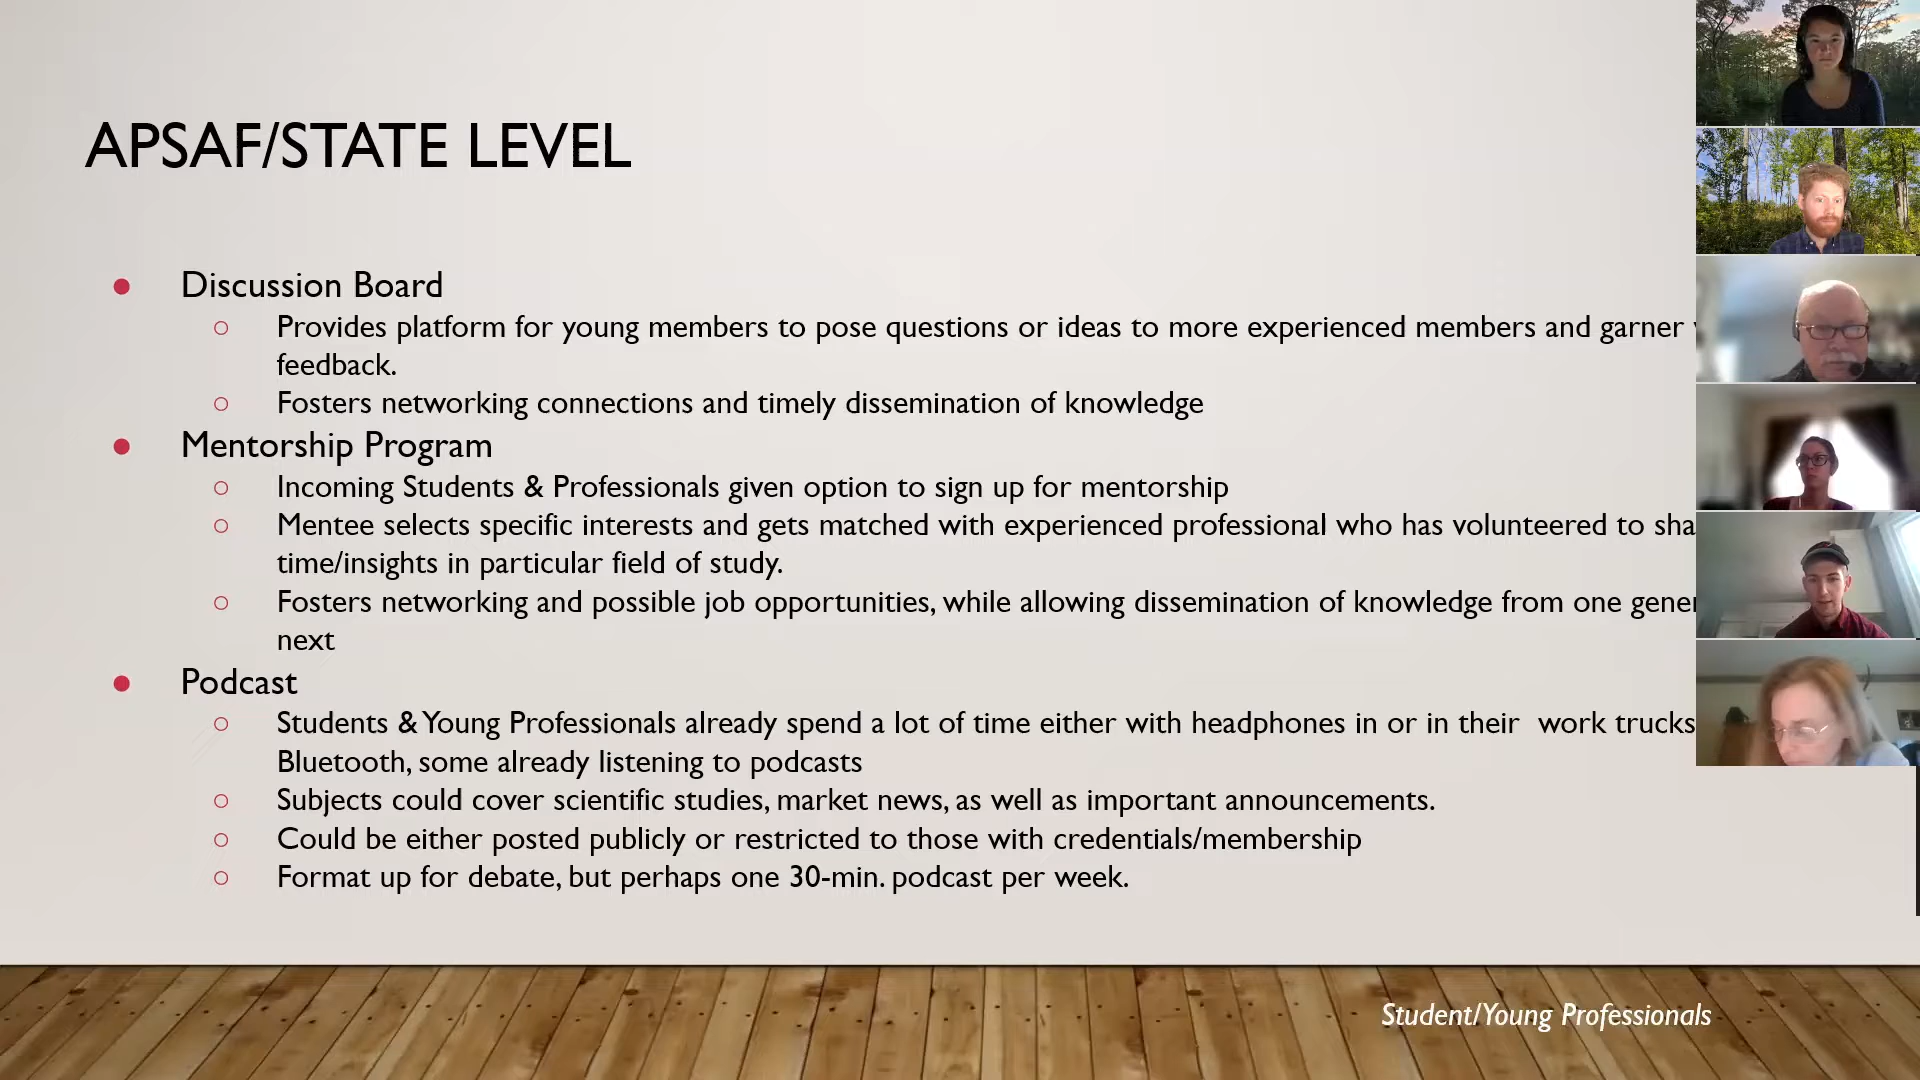 APSAF/STATE LEVEL
● Discussion Board
○ Provides platform for young members to pose questions or ideas to more experienced members and garner
feedback.
○ Fosters networking connections and timely dissemination of knowledge
● Mentorship Program
○ Incoming Students & Professionals given option to sign up for mentorship
○ Mentee selects specific interests and gets matched with experienced professional who has volunteered to sha
time/insights in particular field of study.
○ Fosters networking and possible job opportunities, while allowing dissemination of knowledge from one gener
next
● Podcast
○ Students & Young Professionals already spend a lot of time either with headphones in or in their work trucks
Bluetooth, some already listening to podcasts
○ Subjects could cover scientific studies, market news, as well as important announcements.
○ Could be either posted publicly or restricted to those with credentials/membership
○ Format up for debate, but perhaps one 30-min. podcast per week.
Student/Young Professionals